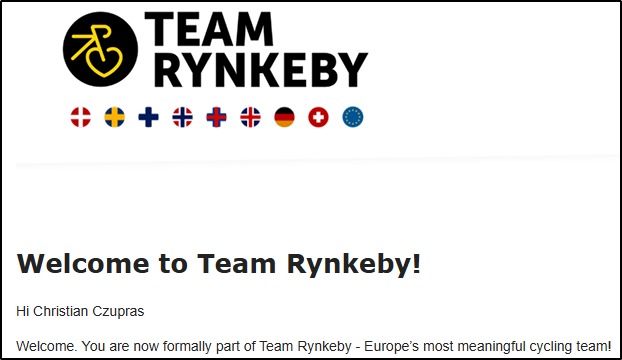 TEAM
RYNKEBY
Welcome to Team Rynkeby!
Hi Christian Czupras
Welcome. You are now formally part of Team Rynkeby - Europe’s most meaningful cycling team!